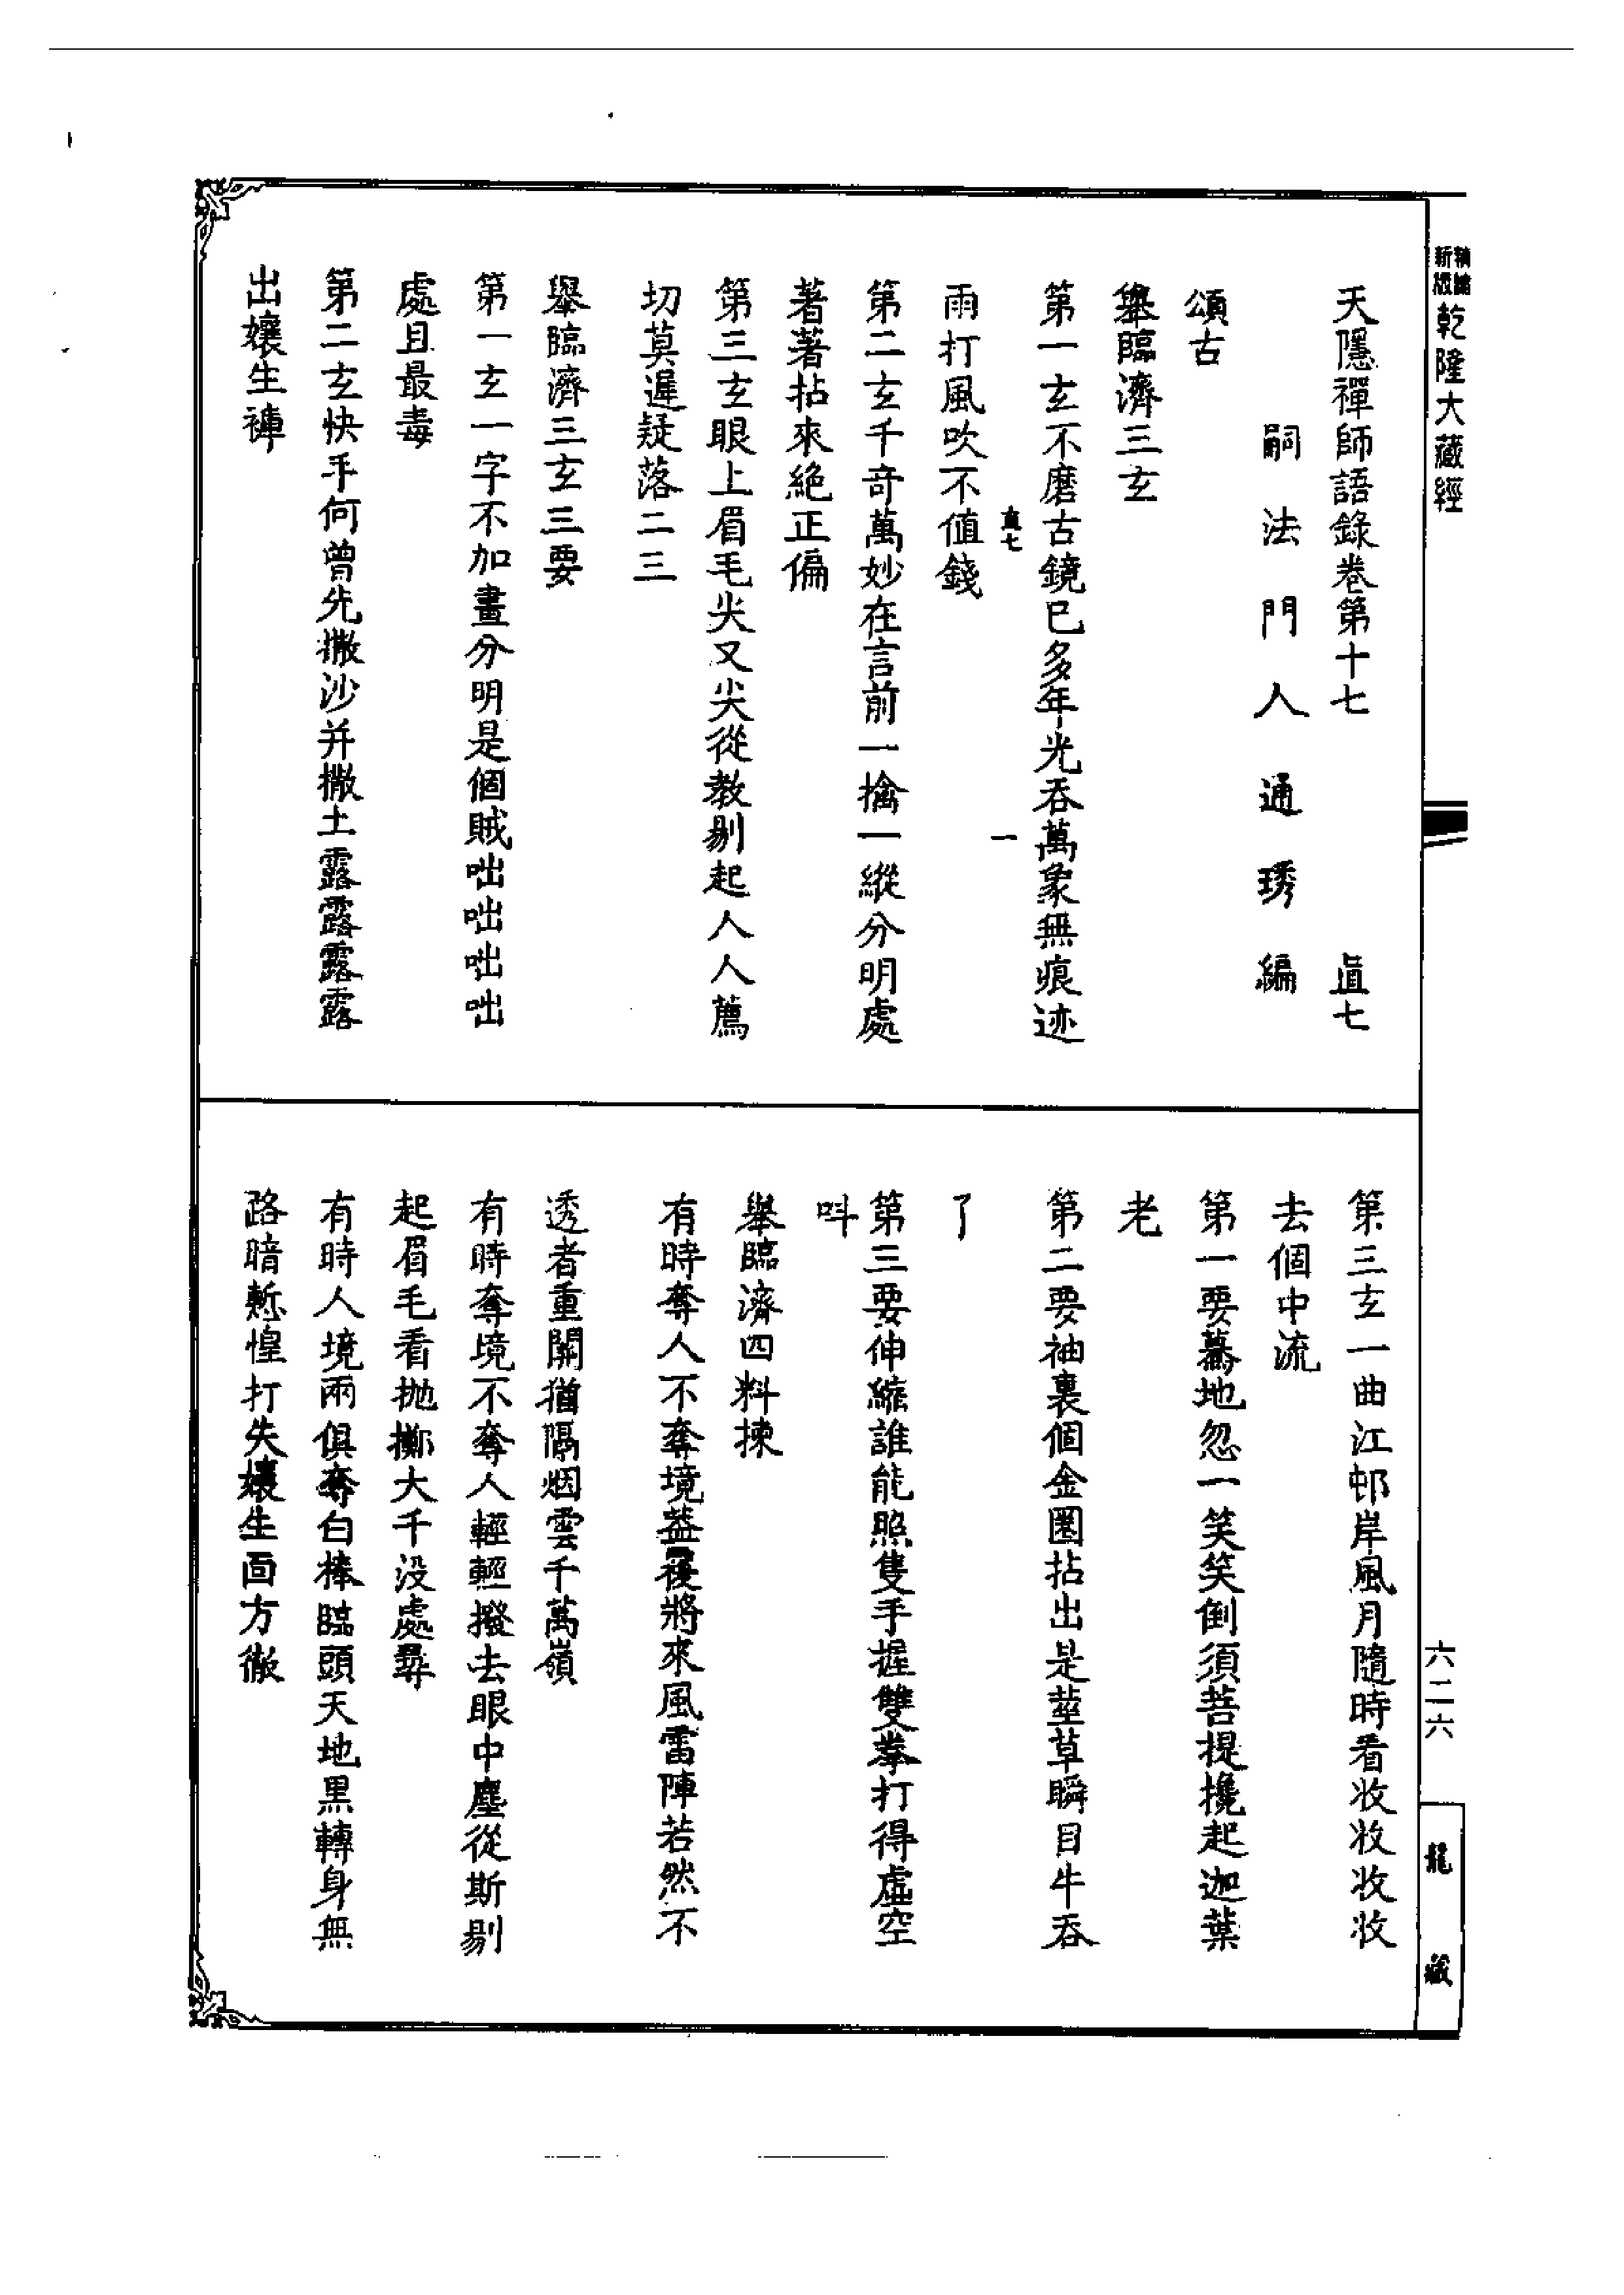 新版精縮
乾隆大藏經
天隱禪師語錄卷第十七 直七
嗣法門人通琇編
頌古
舉臨濟三玄
第一玄不磨古鏡已多年光吞萬象無痕迹
直七 一
雨打風吹不值錢
第二玄千奇萬妙在言前一擒一縱分明處
著著拈來絕正偏
第三玄眼上眉毛尖又尖從教剔起人人薦
切莫遲疑落二三
舉臨濟三玄三要
第一玄一字不加畫分明是個賊咄咄咄咄
處且最毒
第二玄快手何曾先撒沙并撒土露露露露
出孃生褲
第三玄一曲江邨岸風月隨時看收收收收
去個中流
第一要驀地忽一笑笑倒須菩提攙起迦葉
老
第二要袖裏個金圈拈出是莖草瞬目牛吞
了
第三要伸縮誰能照隻手握雙拳打得虛空
呌
舉臨濟四料揀
有時奪人不奪境蓋覆將來風雷陣若然不
透者重關猶隔烟雲千萬嶺
有時奪境不奪人輕輕撥去眼中塵從斯剔
起眉毛看拋擲大千沒處尋
有時人境兩俱奪白棒臨頭天地黑轉身無
路暗慙惶打失孃生面方徹
六二六
龍藏